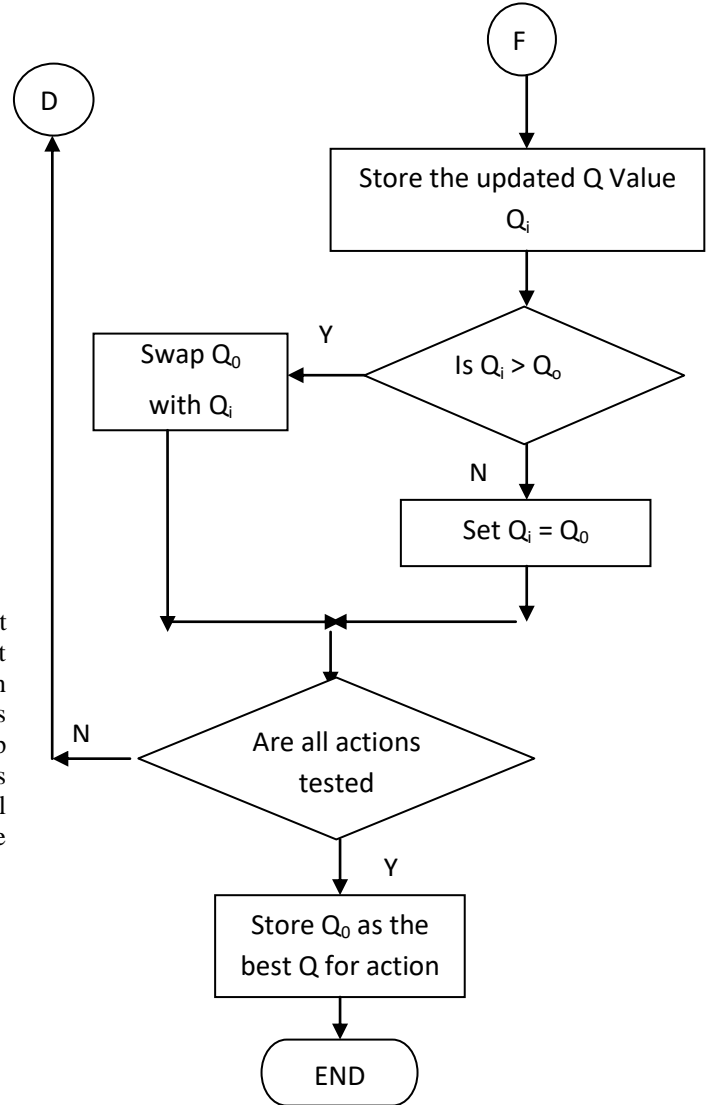 F
D
Store the updated Q Value
Qᵢ
Y
Is Qᵢ > Qₒ
Swap Q₀
with Qᵢ
N
Set Qᵢ = Q₀
t
t
n
s
s
l
e
N
Are all actions
tested
Y
Store Q₀ as the
best Q for action
END